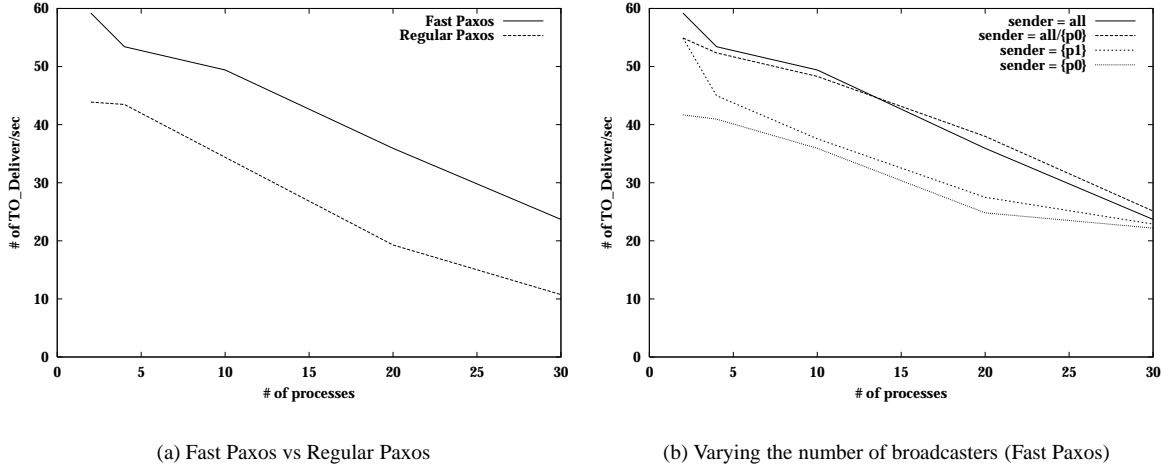 60
50
40
30
20
10
0
# of TO_Deliver/sec
Fast Paxos
Regular Paxos
0 5 10 15 20 25 30
# of processes
(a) Fast Paxos vs Regular Paxos
60
50
40
30
20
10
0
# of TO_Deliver/sec
sender = all
sender = all/{p0}
sender = {p1}
sender = {p0}
0 5 10 15 20 25 30
# of processes
(b) Varying the number of broadcasters (Fast Paxos)